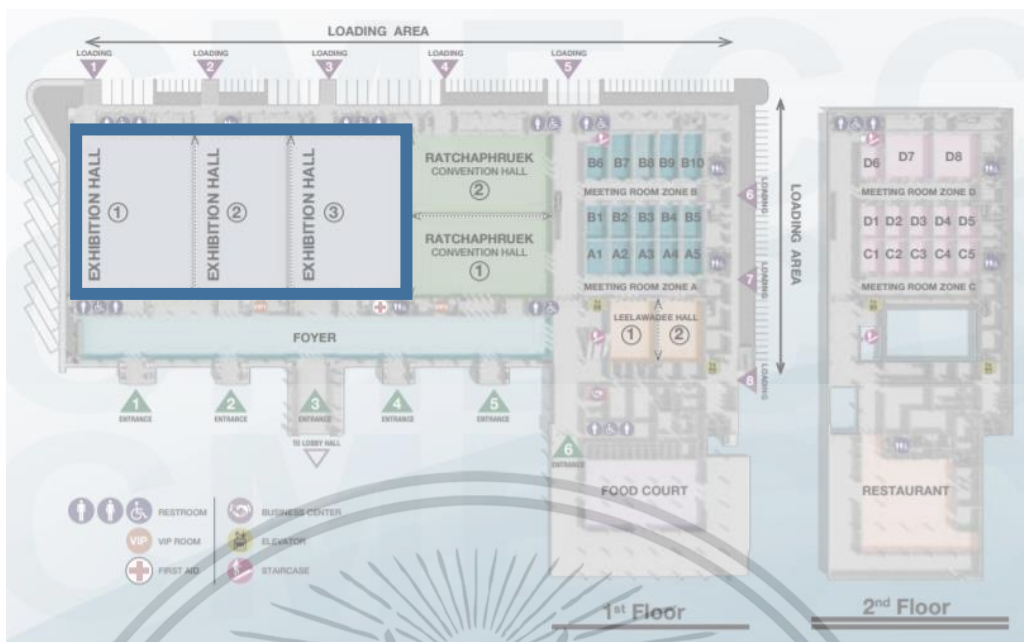 LOADING AREA
LOADING 1
LOADING 2
LOADING 3
LOADING 4
LOADING 5
EXHIBITION HALL 1
EXHIBITION HALL 2
EXHIBITION HALL 3
RATCHAPHRUEK
CONVENTION HALL
2
RATCHAPHRUEK
CONVENTION HALL
1
B6 B7 B8 B9 B10
MEETING ROOM ZONE B
B1 B2 B3 B4 B5
A1 A2 A3 A4 A5
MEETING ROOM ZONE A
LEELAWADEE HALL
1 2
LOADING 6
LOADING 7
LOADING 8
LOADING AREA
D6 D7 D8
MEETING ROOM ZONE D
D1 D2 D3 D4 D5
C1 C2 C3 C4 C5
MEETING ROOM ZONE C
FOYER
1 ENTRANCE
2 ENTRANCE
3 ENTRANCE
4 ENTRANCE
5 ENTRANCE
6 ENTRANCE
TO LOBBY HALL
FOOD COURT
RESTAURANT
RESTROOM
BUSINESS CENTER
VIP VIP ROOM
ELEVATOR
FIRST AID
STAIRCASE
1st Floor
2nd Floor